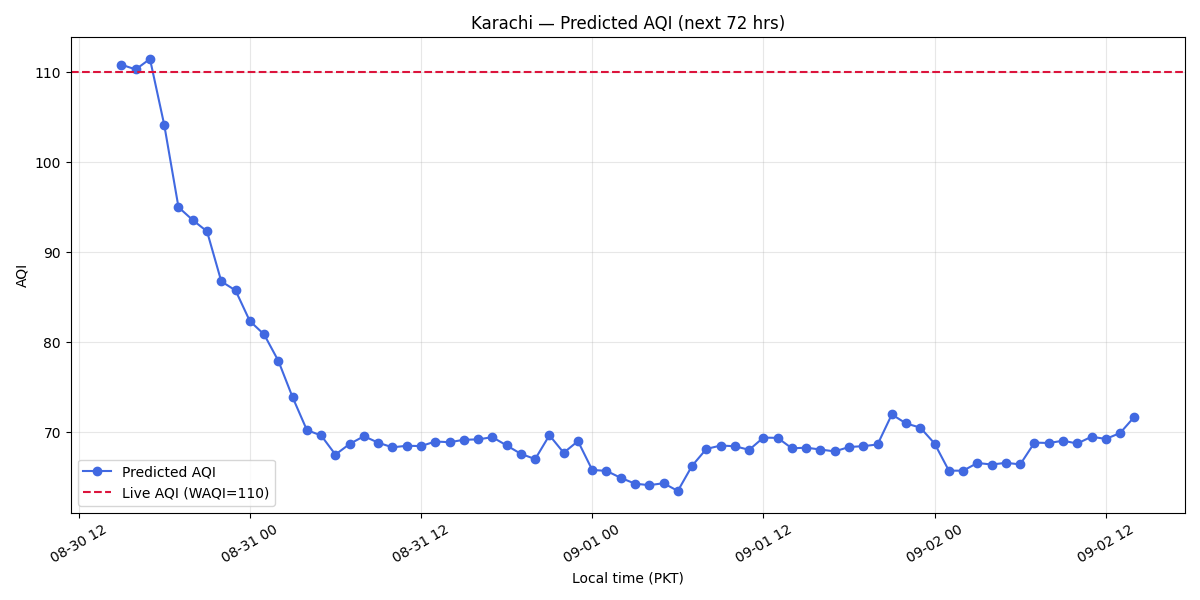 Karachi — Predicted AQI (next 72 hrs)
AQI
110
100
90
80
70
Predicted AQI
Live AQI (WAQI=110)
08-30 12
08-31 00
08-31 12
09-01 00
09-01 12
09-02 00
09-02 12
Local time (PKT)